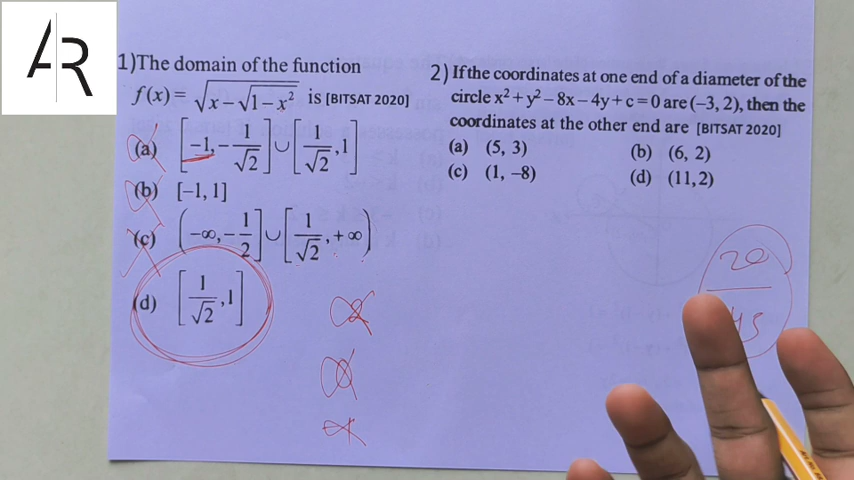 AR
1) The domain of the function
f(x) = √(x − √(1 − x²)) is [BITSAT 2020]
(a) [−1, −1/√2] ∪ [1/√2, 1]
(b) [−1, 1]
(c) (−∞, −1/2] ∪ [1/√2, +∞)
(d) [1/√2, 1]
2) If the coordinates at one end of a diameter of the
circle x² + y² − 8x − 4y + c = 0 are (−3, 2), then the
coordinates at the other end are [BITSAT 2020]
(a) (5, 3) (b) (6, 2)
(c) (1, −8) (d) (11,2)
20
45